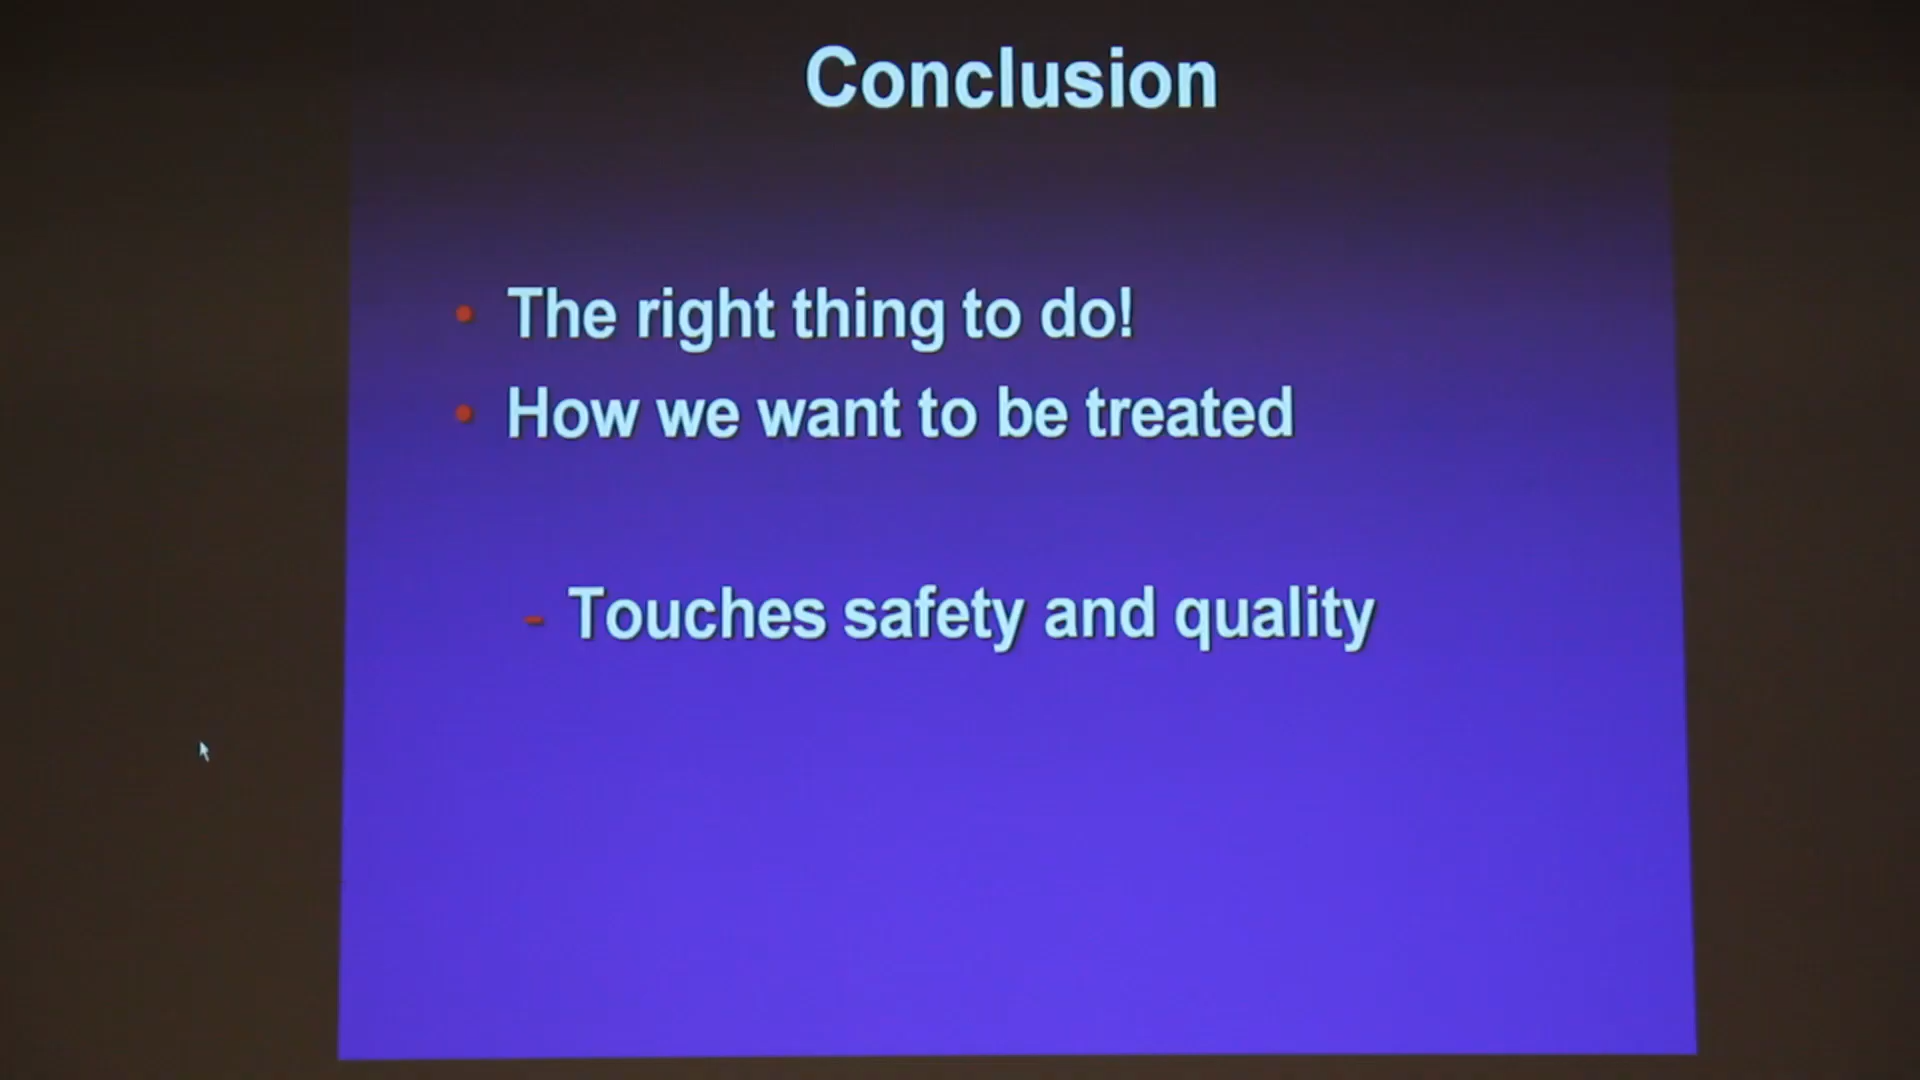 Conclusion
• The right thing to do!
• How we want to be treated
- Touches safety and quality